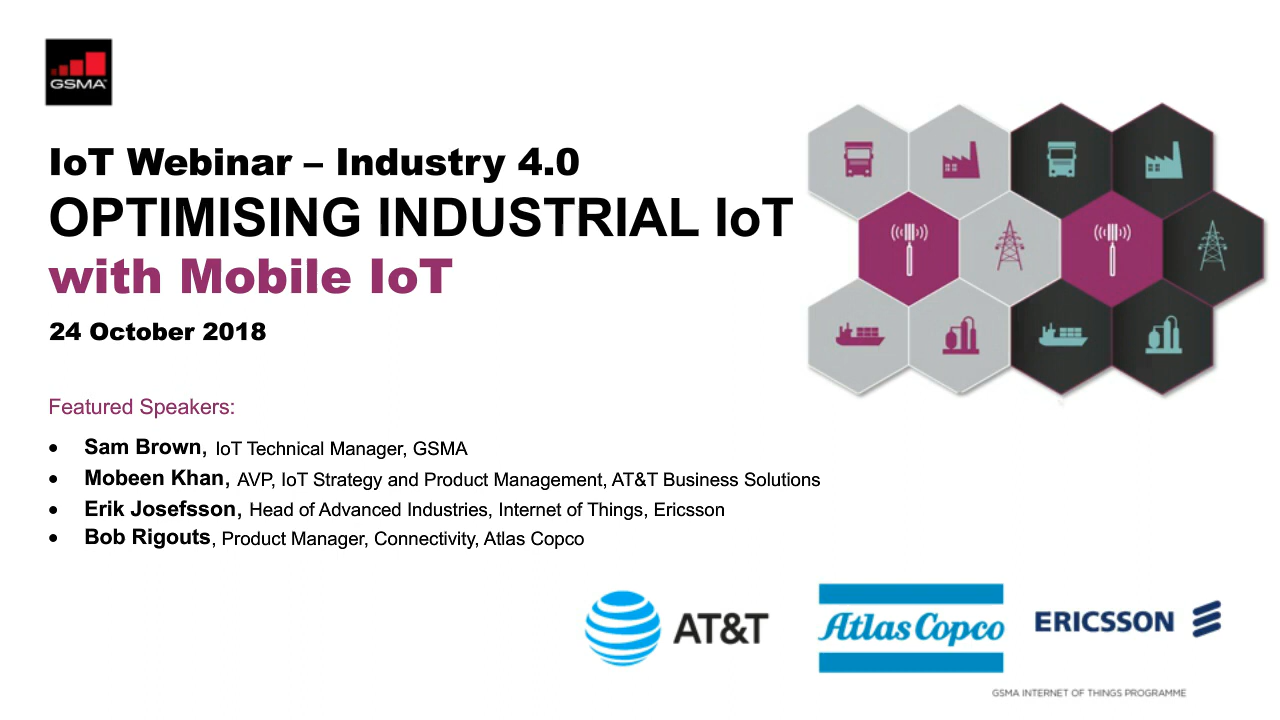 GSMA™
IoT Webinar – Industry 4.0
OPTIMISING INDUSTRIAL IoT
with Mobile IoT
24 October 2018
Featured Speakers:
• Sam Brown, IoT Technical Manager, GSMA
• Mobeen Khan, AVP, IoT Strategy and Product Management, AT&T Business Solutions
• Erik Josefsson, Head of Advanced Industries, Internet of Things, Ericsson
• Bob Rigouts, Product Manager, Connectivity, Atlas Copco
AT&T
Atlas Copco
ERICSSON
GSMA INTERNET OF THINGS PROGRAMME